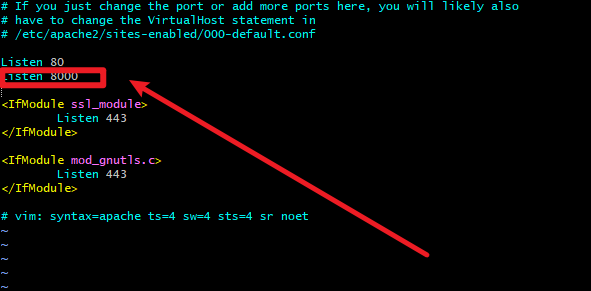 # If you just change the port or add more ports here, you will likely also
# have to change the VirtualHost statement in
# /etc/apache2/sites-enabled/000-default.conf
Listen 80
Listen 8000
<IfModule ssl_module>
Listen 443
</IfModule>
<IfModule mod_gnutls.c>
Listen 443
</IfModule>
# vim: syntax=apache ts=4 sw=4 sts=4 sr noet
~
~
~
~
~